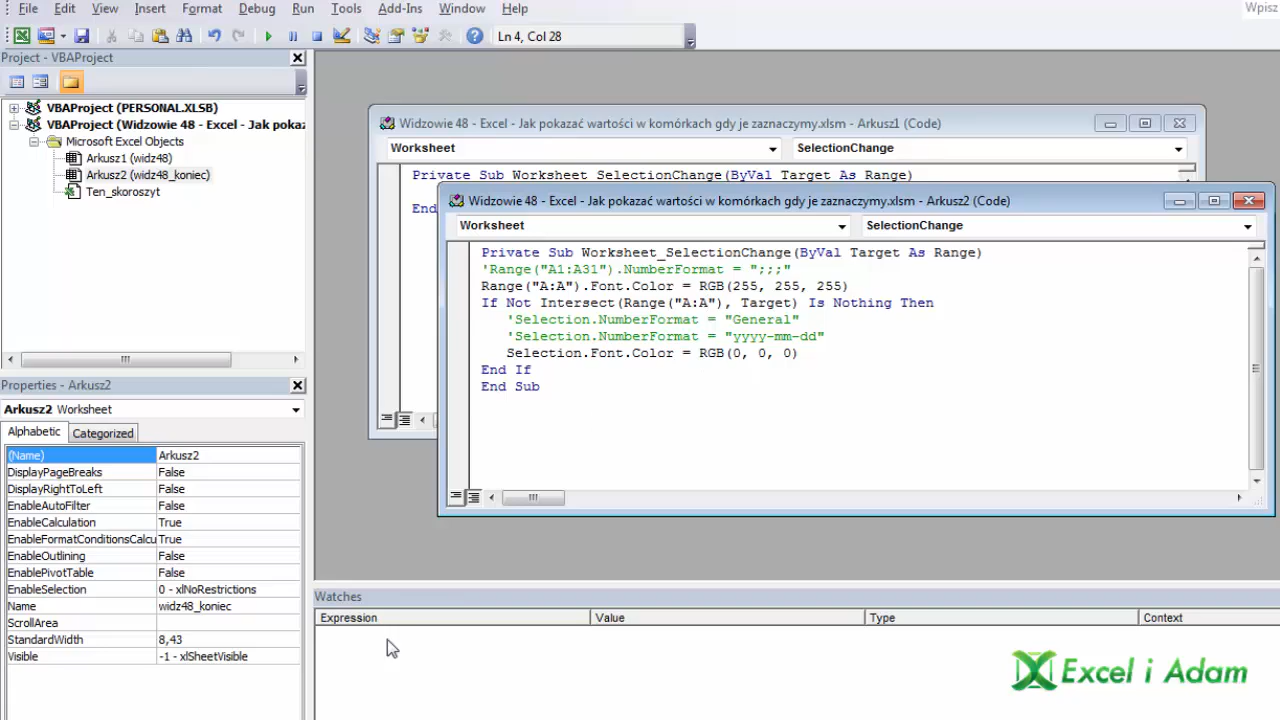 File Edit View Insert Format Debug Run Tools Add-Ins Window Help
Wpisz
Ln 4, Col 28
Project - VBAProject
VBAProject (PERSONAL.XLSB)
VBAProject (Widzowie 48 - Excel - Jak pokaz
Microsoft Excel Objects
Arkusz1 (widz48)
Arkusz2 (widz48_koniec)
Ten_skoroszyt
Widzowie 48 - Excel - Jak pokazać wartości w komórkach gdy je zaznaczymy.xlsm - Arkusz1 (Code)
Worksheet SelectionChange
Private Sub Worksheet_SelectionChange(ByVal Target As Range)
End
Widzowie 48 - Excel - Jak pokazać wartości w komórkach gdy je zaznaczymy.xlsm - Arkusz2 (Code)
Worksheet SelectionChange
Private Sub Worksheet_SelectionChange(ByVal Target As Range)
'Range("A1:A31").NumberFormat = ";;;"
Range("A:A").Font.Color = RGB(255, 255, 255)
If Not Intersect(Range("A:A"), Target) Is Nothing Then
'Selection.NumberFormat = "General"
'Selection.NumberFormat = "yyyy-mm-dd"
Selection.Font.Color = RGB(0, 0, 0)
End If
End Sub
Properties - Arkusz2
Arkusz2 Worksheet
Alphabetic Categorized
(Name) Arkusz2
DisplayPageBreaks False
DisplayRightToLeft False
EnableAutoFilter False
EnableCalculation True
EnableFormatConditionsCalcu True
EnableOutlining False
EnablePivotTable False
EnableSelection 0 - xlNoRestrictions
Name widz48_koniec
ScrollArea
StandardWidth 8,43
Visible -1 - xlSheetVisible
Watches
Expression Value Type Context
Excel i Adam